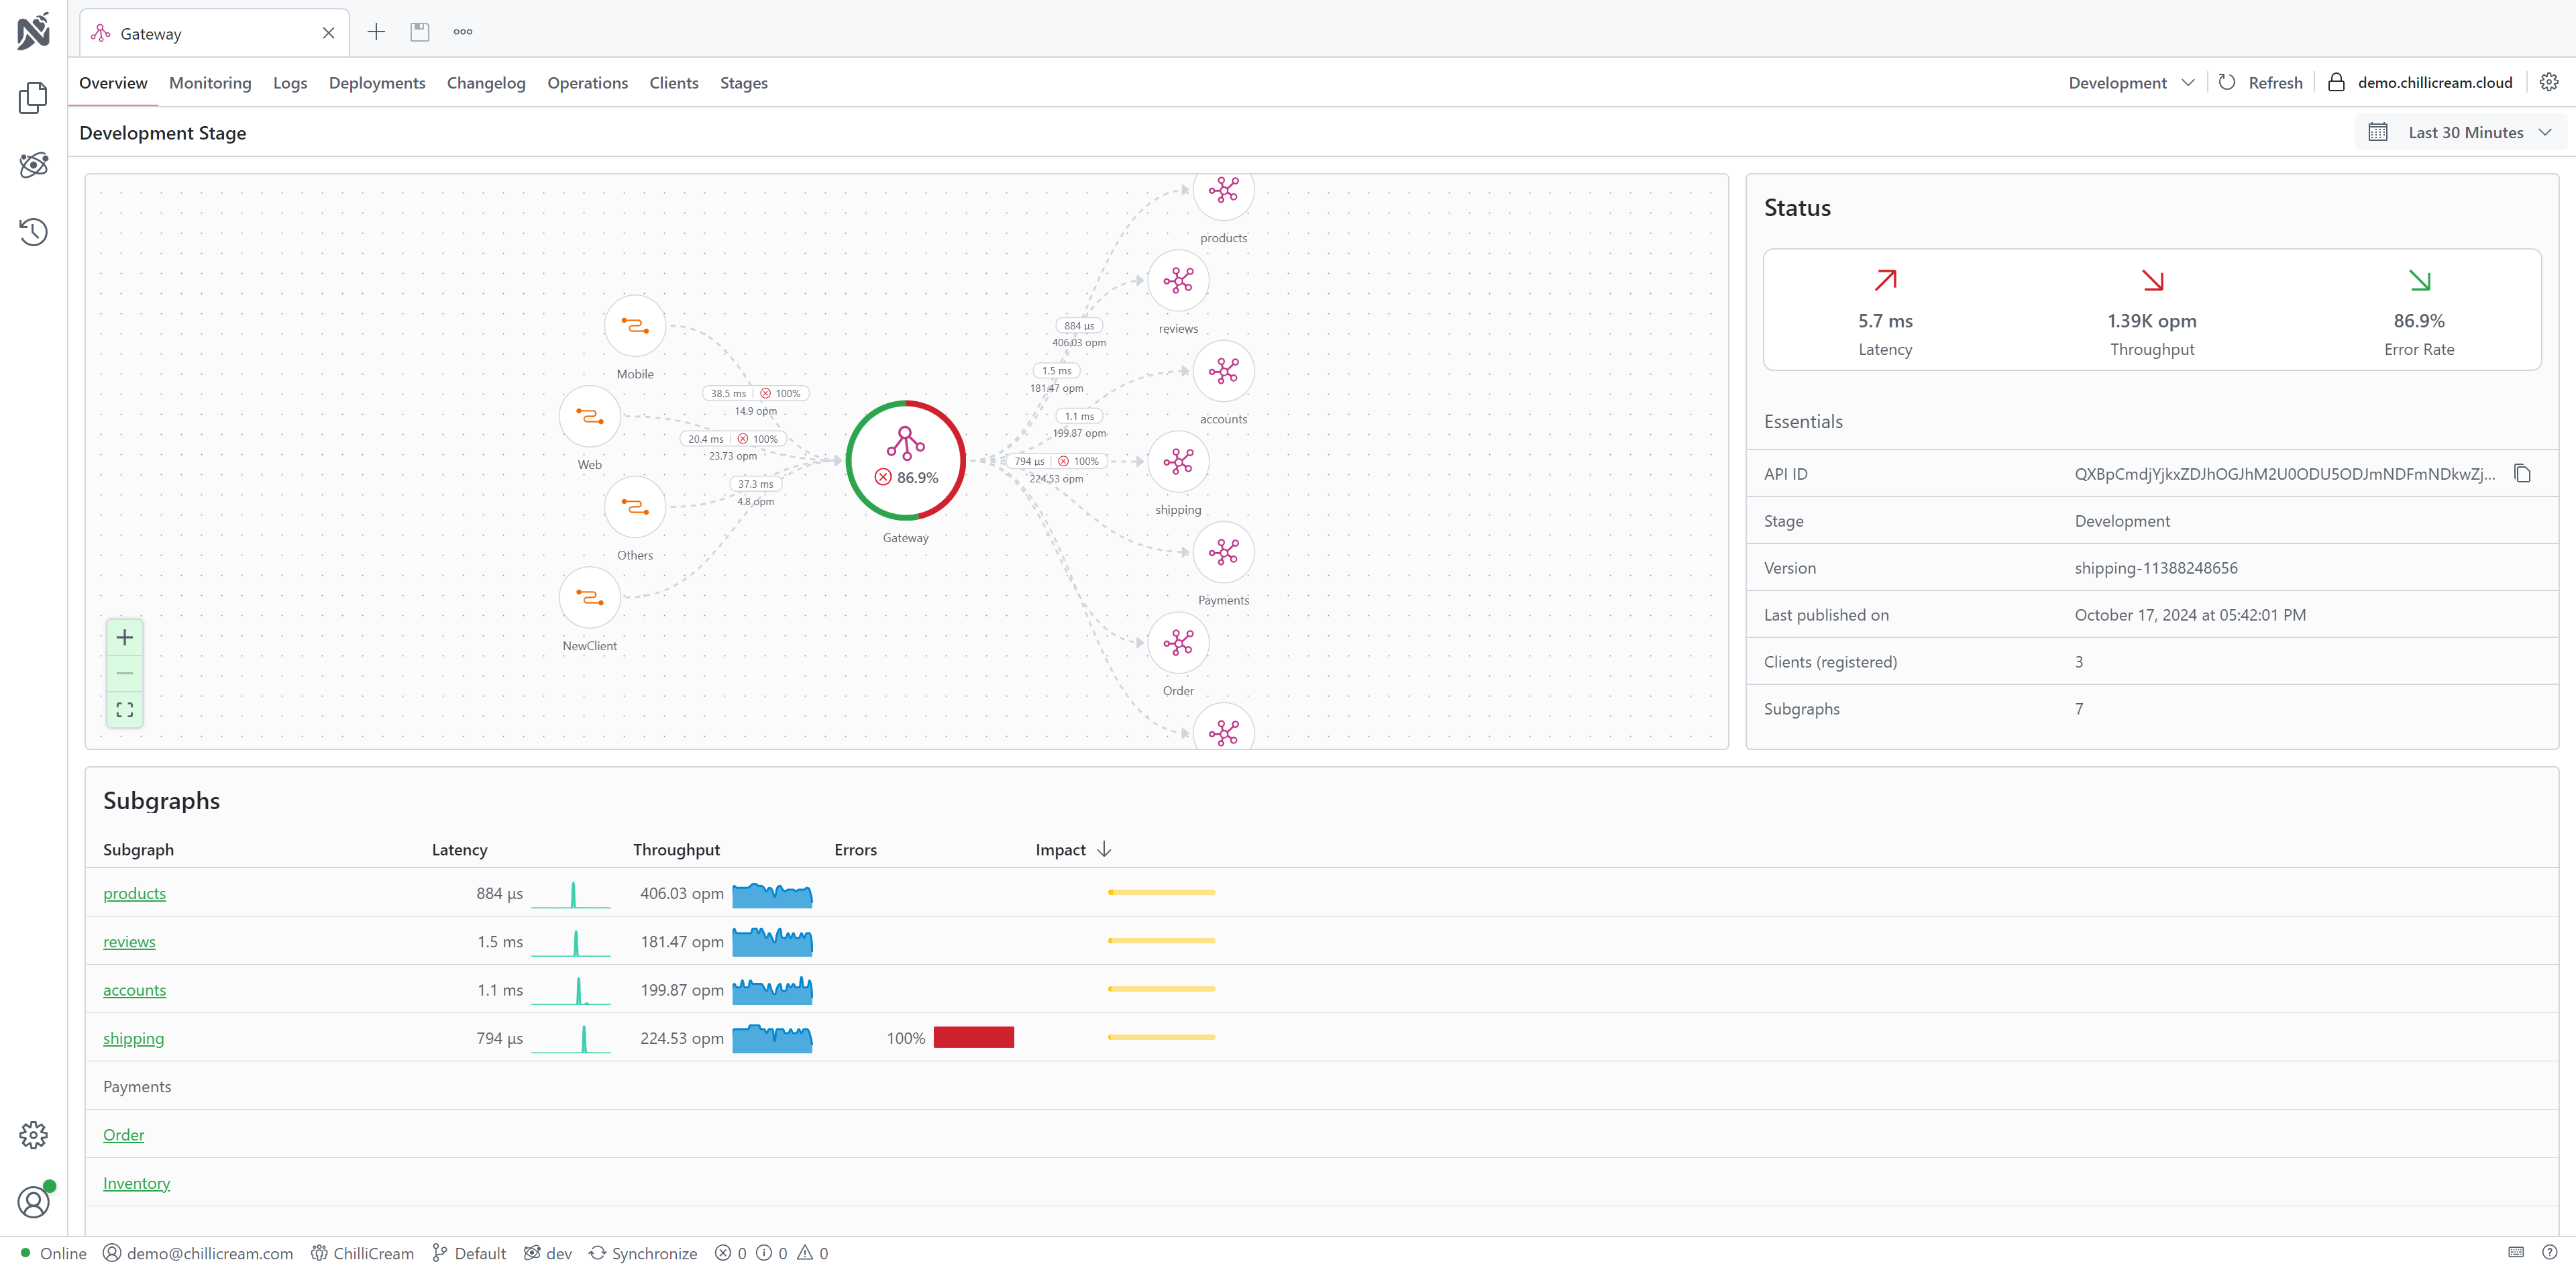 Gateway
Overview Monitoring Logs Deployments Changelog Operations Clients Stages Development Refresh demo.chillicream.cloud
Development Stage Last 30 Minutes
products
reviews
accounts
shipping
Payments
Order
Mobile
Web
Others
NewClient
38.5 ms 100%
14.9 opm
20.4 ms 100%
23.73 opm
37.3 ms
4.8 opm
86.9%
Gateway
884 µs
406.03 opm
1.5 ms
181.47 opm
1.1 ms
199.87 opm
794 µs 100%
224.53 opm
Status
5.7 ms 1.39K opm 86.9%
Latency Throughput Error Rate
Essentials
API ID QXBpCmdjYjkxZDJhOGJhM2U0ODU5ODJmNDFmNDkwZj...
Stage Development
Version shipping-11388248656
Last published on October 17, 2024 at 05:42:01 PM
Clients (registered) 3
Subgraphs 7
Subgraphs
Subgraph Latency Throughput Errors Impact
products 884 µs 406.03 opm
reviews 1.5 ms 181.47 opm
accounts 1.1 ms 199.87 opm
shipping 794 µs 224.53 opm 100%
Payments
Order
Inventory
Online demo@chillicream.com ChilliCream Default dev Synchronize 0 0 0